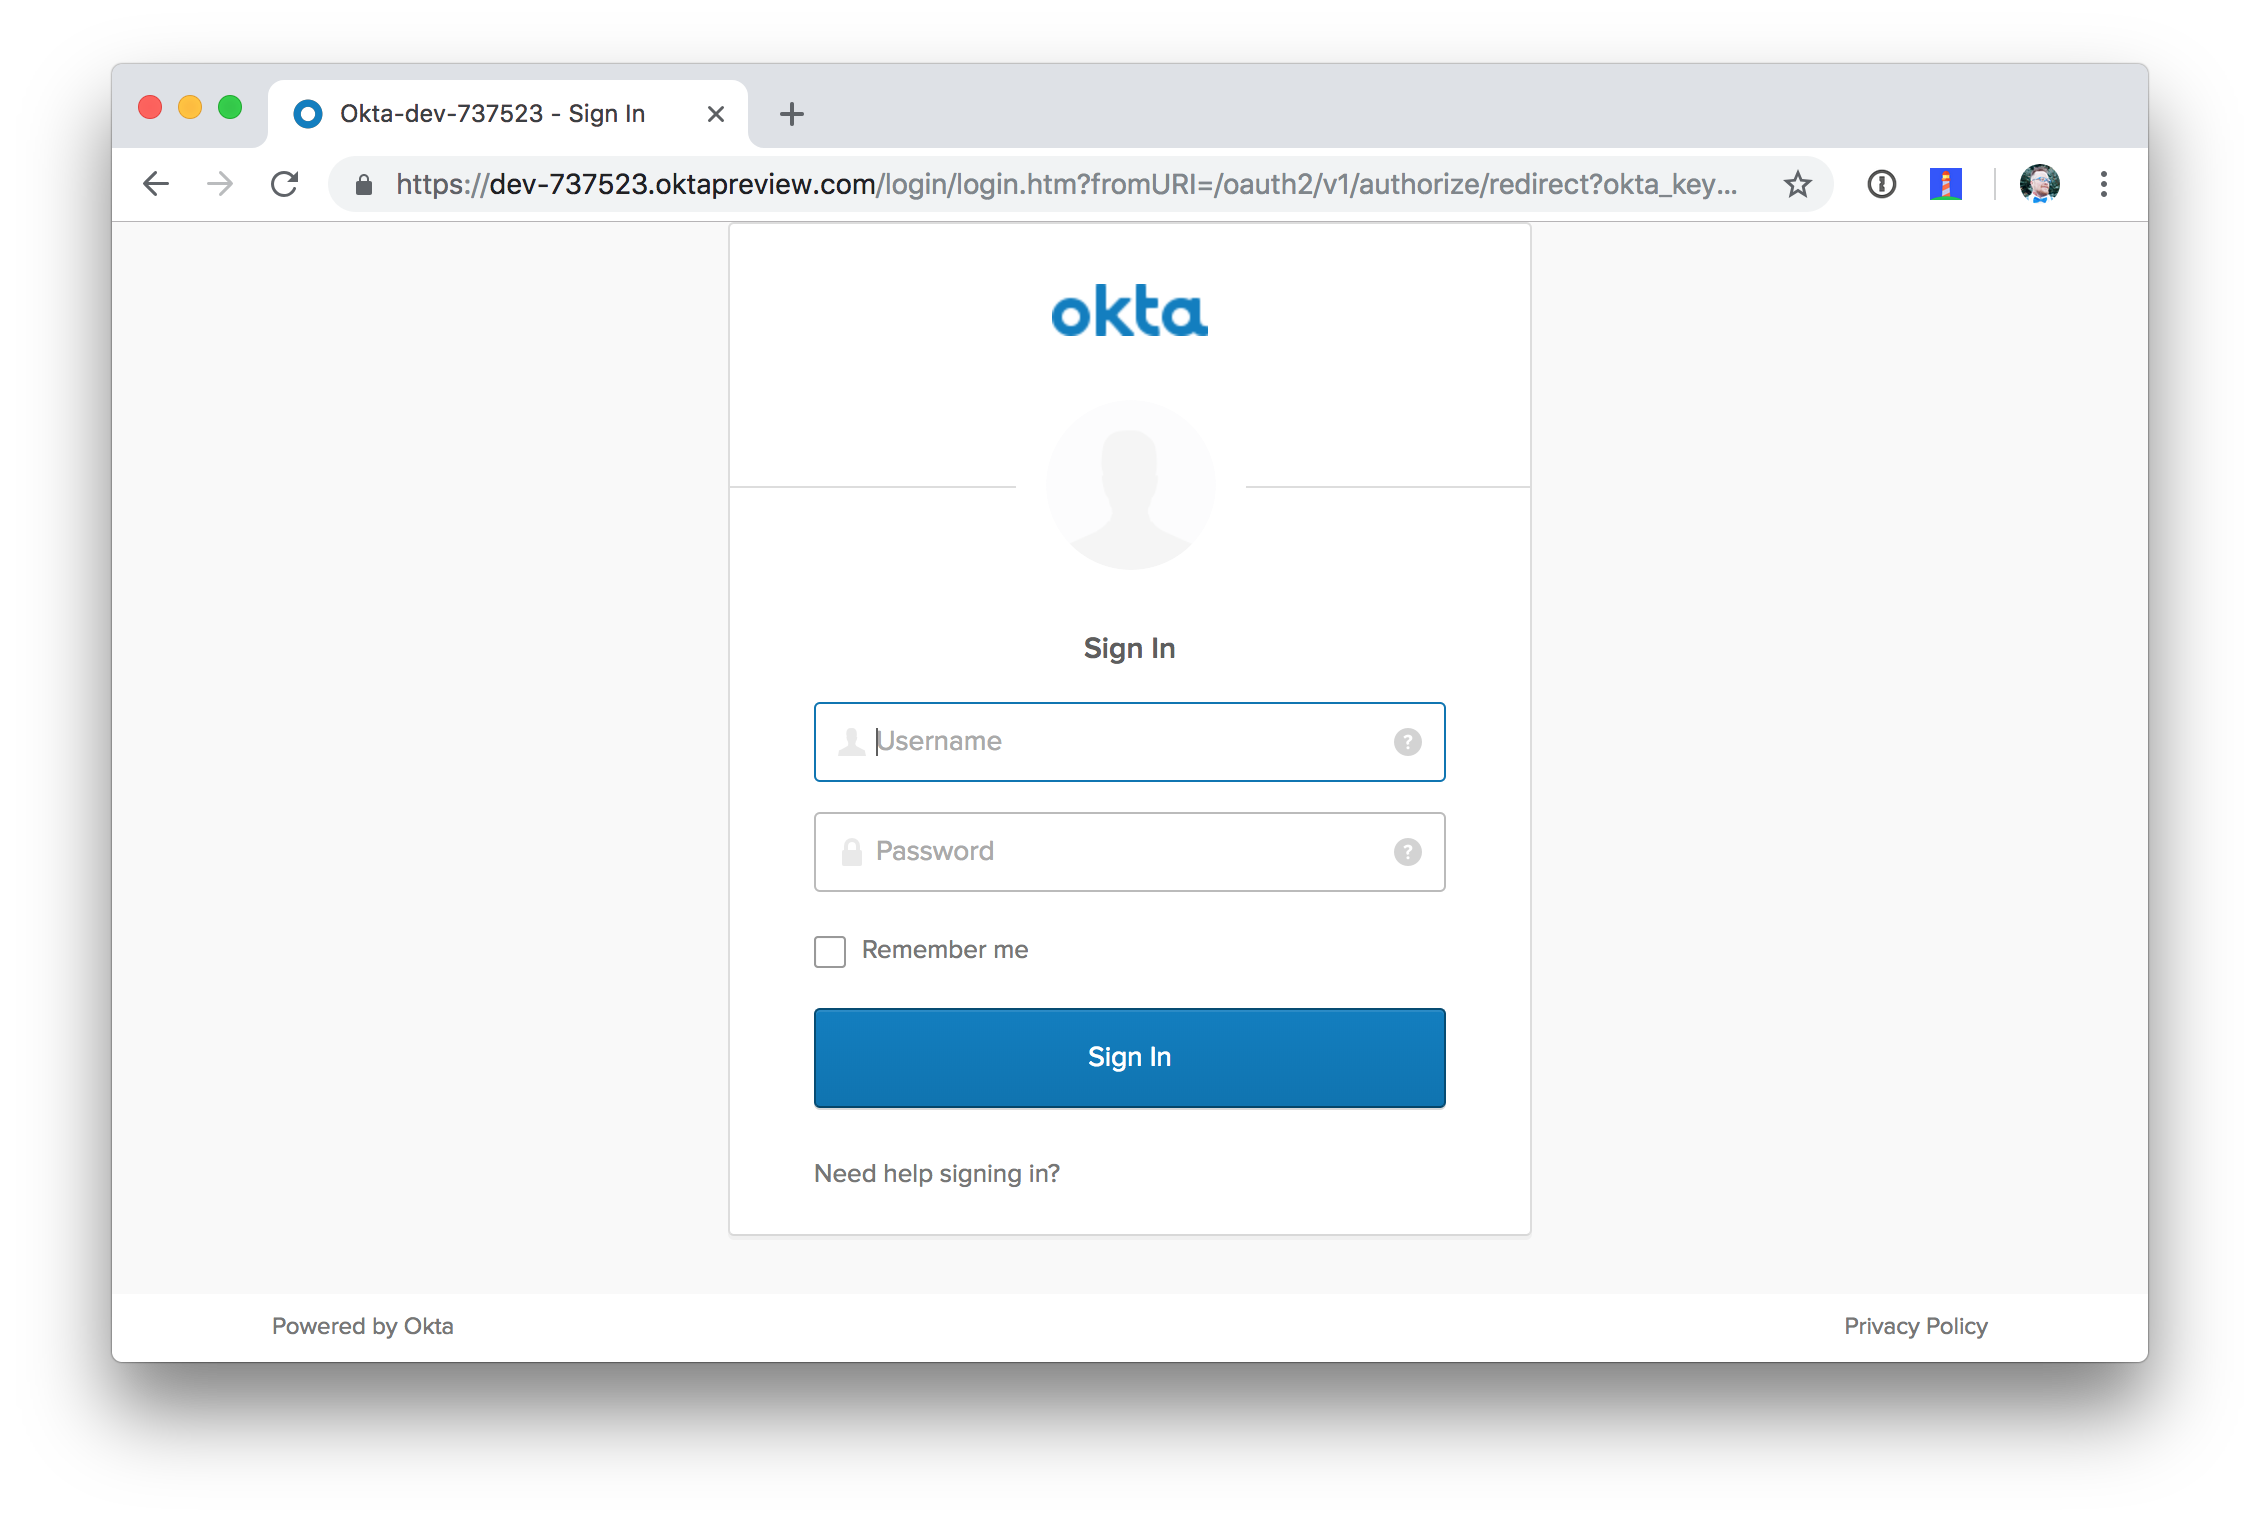 Okta-dev-737523 - Sign In
https://dev-737523.oktapreview.com/login/login.htm?fromURI=/oauth2/v1/authorize/redirect?okta_key...
okta
Sign In
Username
?
Password
?
Remember me
Sign In
Need help signing in?
Powered by Okta
Privacy Policy